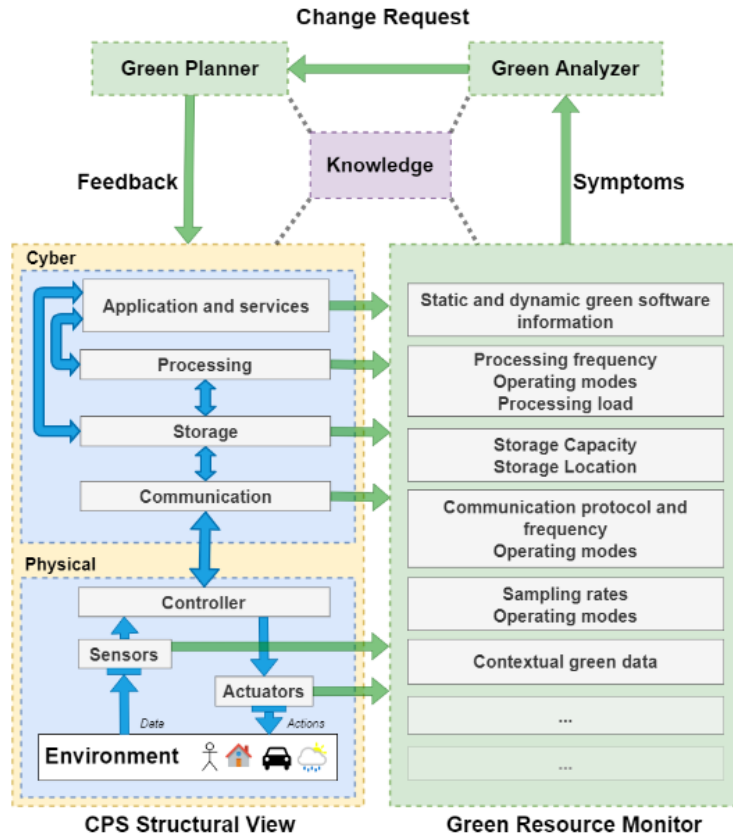 Change Request
Green Planner
Green Analyzer
Knowledge
Feedback
Symptoms
Cyber
Application and services
Processing
Storage
Communication
Physical
Controller
Sensors
Actuators
Data
Actions
Environment
CPS Structural View
Static and dynamic green software
information
Processing frequency
Operating modes
Processing load
Storage Capacity
Storage Location
Communication protocol and
frequency
Operating modes
Sampling rates
Operating modes
Contextual green data
...
...
Green Resource Monitor